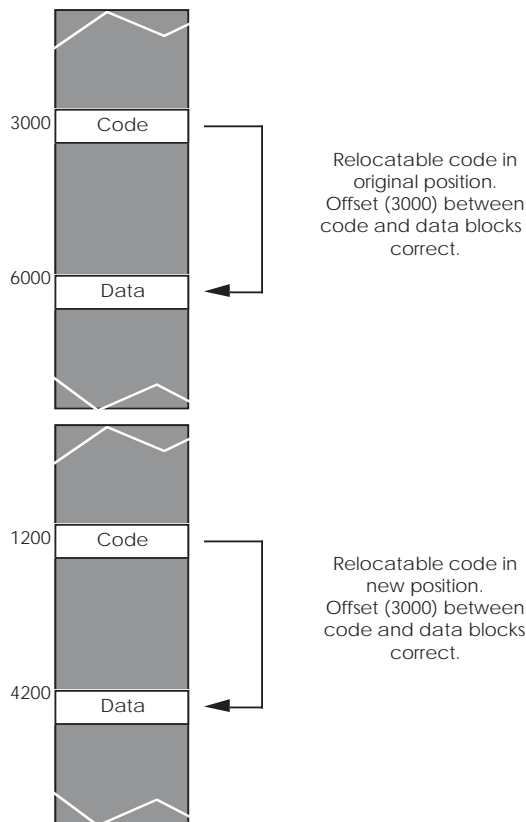 3000
Code
Relocatable code in
original position.
Offset (3000) between
code and data blocks
correct.
6000
Data
1200
Code
Relocatable code in
new position.
Offset (3000) between
code and data blocks
correct.
4200
Data